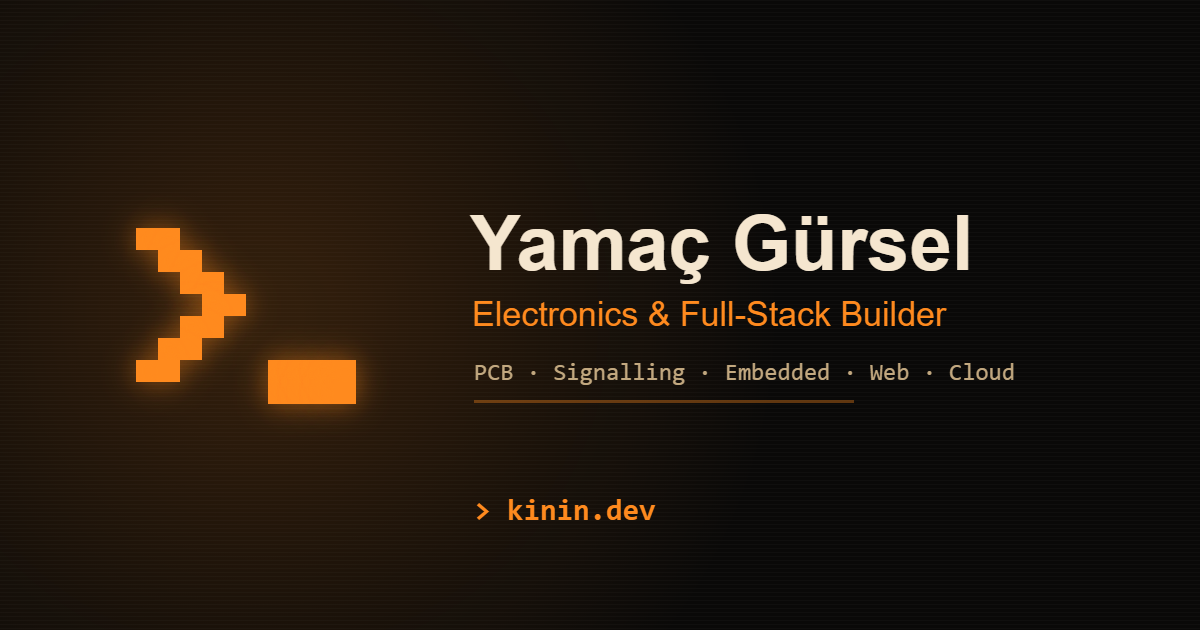 Yamaç Gürsel
Electronics & Full-Stack Builder
PCB · Signalling · Embedded · Web · Cloud
> kinin.dev